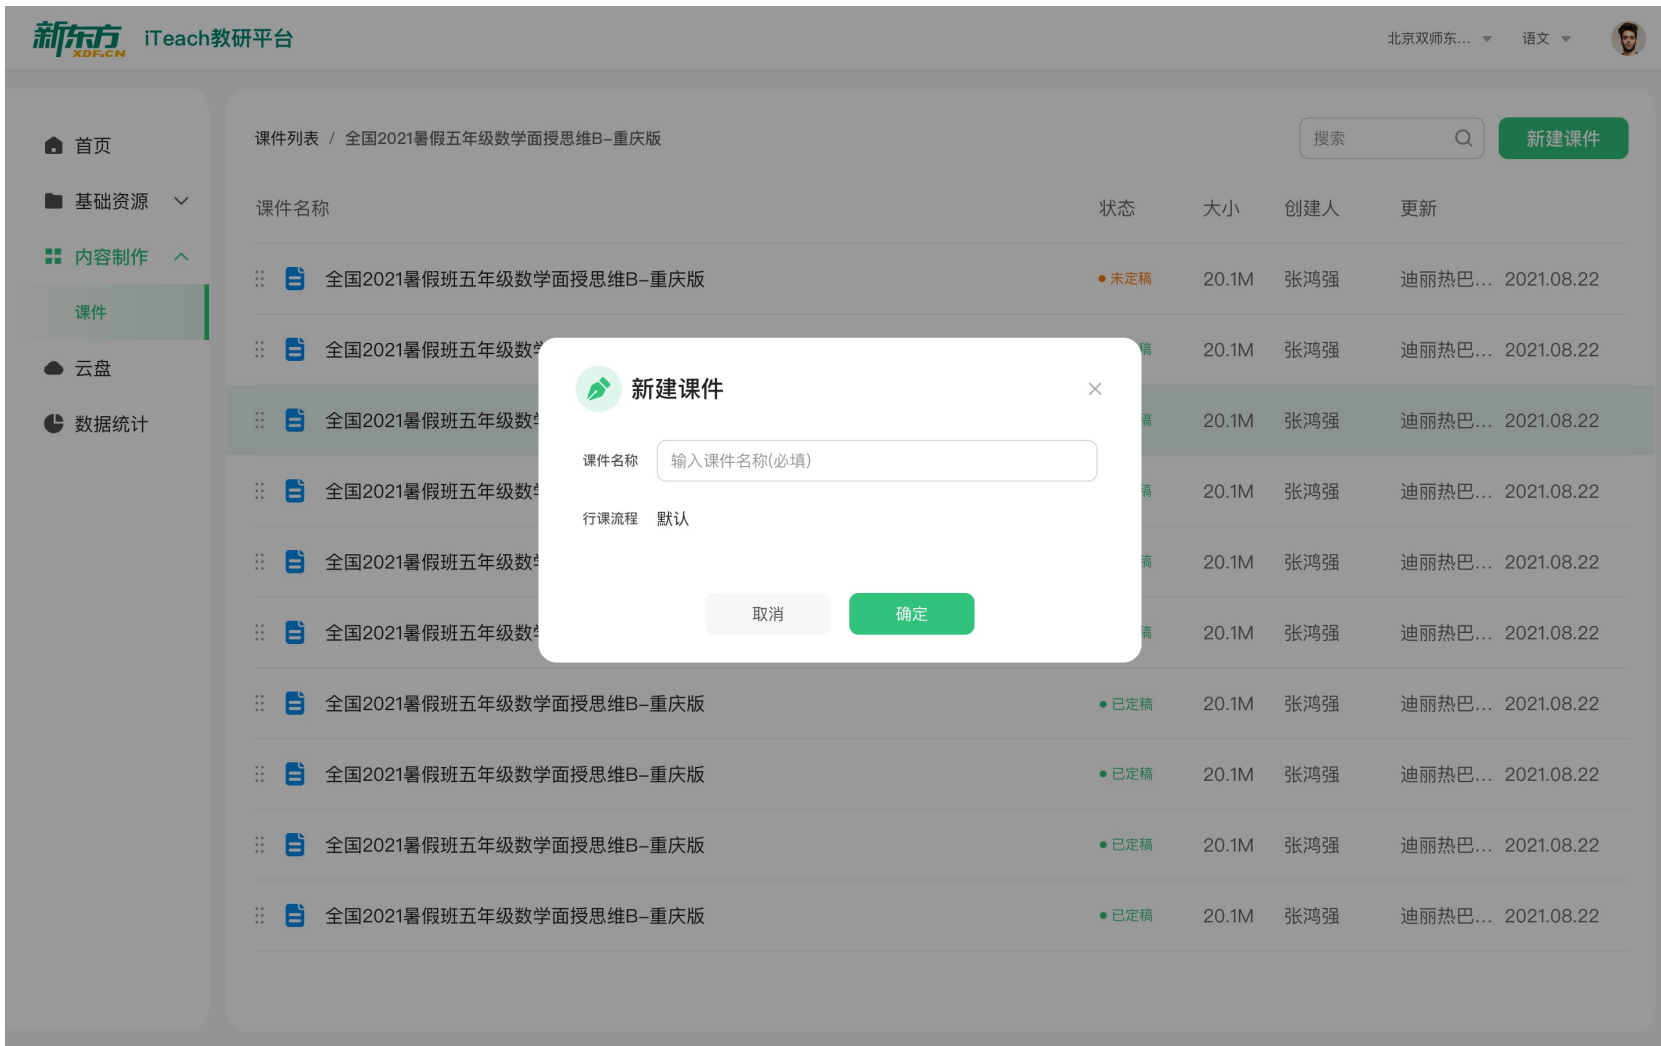 新东方 XDF.CN iTeach教研平台 北京双师东... 语文
首页
基础资源
内容制作
课件
云盘
数据统计
课件列表 / 全国2021暑假五年级数学面授思维B-重庆版 搜索 新建课件
课件名称 状态 大小 创建人 更新
全国2021暑假班五年级数学面授思维B-重庆版 未定稿 20.1M 张鸿强 迪丽热巴... 2021.08.22
全国2021暑假班五年级数 稿 20.1M 张鸿强 迪丽热巴... 2021.08.22
全国2021暑假班五年级数 稿 20.1M 张鸿强 迪丽热巴... 2021.08.22
全国2021暑假班五年级数 稿 20.1M 张鸿强 迪丽热巴... 2021.08.22
全国2021暑假班五年级数 稿 20.1M 张鸿强 迪丽热巴... 2021.08.22
全国2021暑假班五年级数 稿 20.1M 张鸿强 迪丽热巴... 2021.08.22
全国2021暑假班五年级数学面授思维B-重庆版 已定稿 20.1M 张鸿强 迪丽热巴... 2021.08.22
全国2021暑假班五年级数学面授思维B-重庆版 已定稿 20.1M 张鸿强 迪丽热巴... 2021.08.22
全国2021暑假班五年级数学面授思维B-重庆版 已定稿 20.1M 张鸿强 迪丽热巴... 2021.08.22
全国2021暑假班五年级数学面授思维B-重庆版 已定稿 20.1M 张鸿强 迪丽热巴... 2021.08.22
新建课件
课件名称 输入课件名称(必填)
行课流程 默认
取消 确定